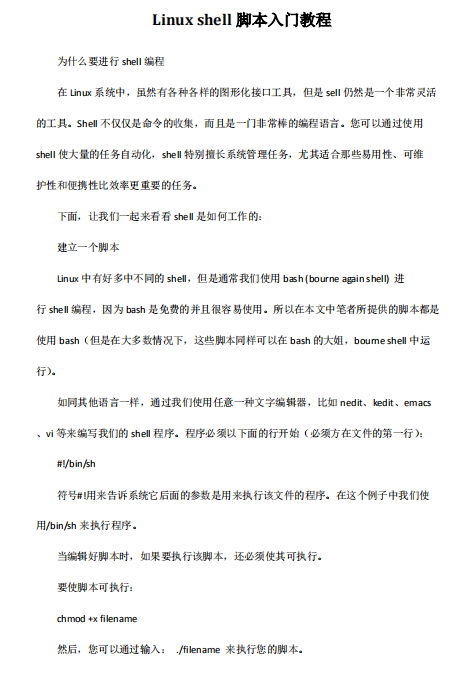 Linux shell 脚本入门教程
为什么要进行 shell 编程
在 Linux 系统中，虽然有各种各样的图形化接口工具，但是 sell 仍然是一个非常灵活
的工具。Shell 不仅仅是命令的收集，而且是一门非常棒的编程语言。您可以通过使用
shell 使大量的任务自动化，shell 特别擅长系统管理任务，尤其适合那些易用性、可维
护性和便携性比效率更重要的任务。
下面，让我们一起来看看 shell 是如何工作的：
建立一个脚本
Linux 中有好多中不同的 shell，但是通常我们使用 bash (bourne again shell) 进
行 shell 编程，因为 bash 是免费的并且很容易使用。所以在本文中笔者所提供的脚本都是
使用 bash（但是在大多数情况下，这些脚本同样可以在 bash 的大姐，bourne shell 中运
行）。
如同其他语言一样，通过我们使用任意一种文字编辑器，比如 nedit、kedit、emacs
、vi 等来编写我们的 shell 程序。程序必须以下面的行开始（必须方在文件的第一行）：
#!/bin/sh
符号#!用来告诉系统它后面的参数是用来执行该文件的程序。在这个例子中我们使
用/bin/sh 来执行程序。
当编辑好脚本时，如果要执行该脚本，还必须使其可执行。
要使脚本可执行：
chmod +x filename
然后，您可以通过输入： ./filename 来执行您的脚本。